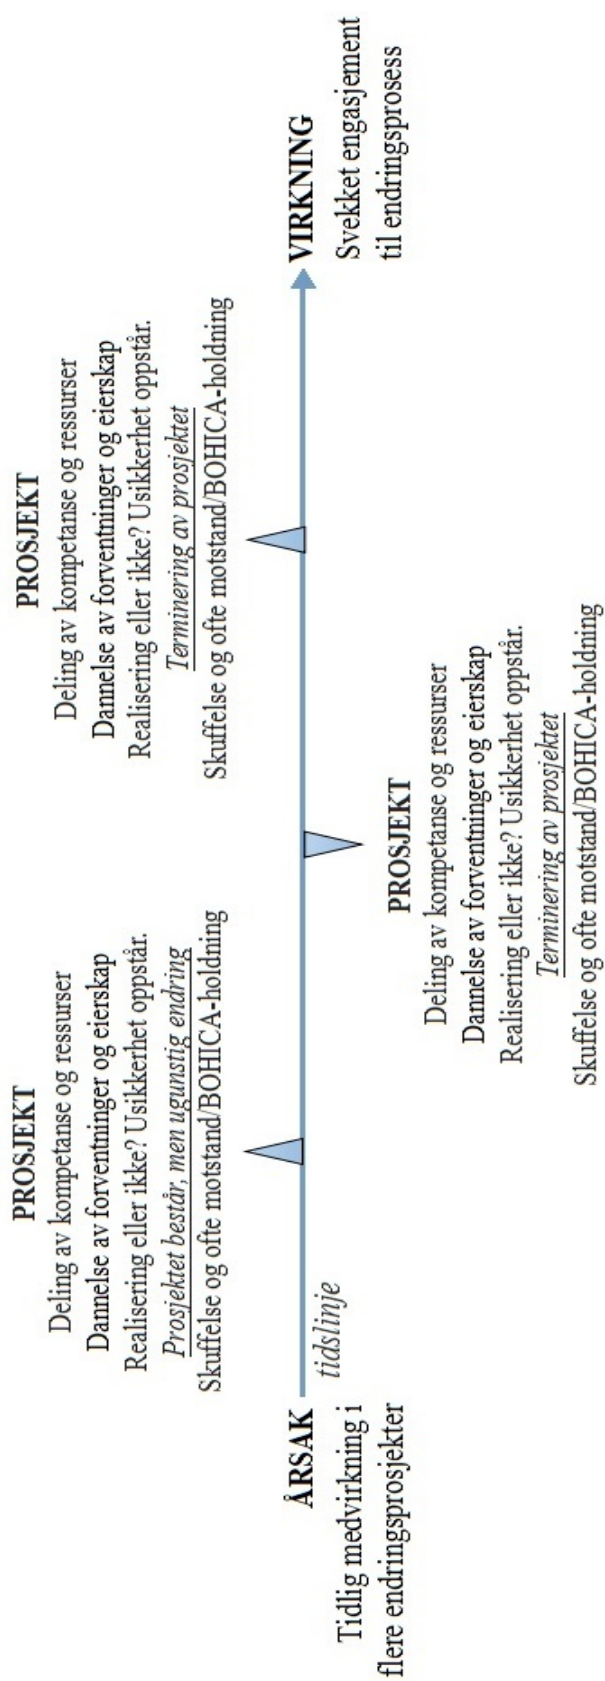 ÅRSAK
Tidlig medvirkning i
flere endringsprosjekter
tidslinje
PROSJEKT
Deling av kompetanse og ressurser
Dannelse av forventninger og eierskap
Realisering eller ikke? Usikkerhet oppstår.
Prosjektet består, men ugunstig endring
Skuffelse og ofte motstand/BOHICA-holdning
PROSJEKT
Deling av kompetanse og ressurser
Dannelse av forventninger og eierskap
Realisering eller ikke? Usikkerhet oppstår.
Terminering av prosjektet
Skuffelse og ofte motstand/BOHICA-holdning
PROSJEKT
Deling av kompetanse og ressurser
Dannelse av forventninger og eierskap
Realisering eller ikke? Usikkerhet oppstår.
Terminering av prosjektet
Skuffelse og ofte motstand/BOHICA-holdning
VIRKNING
Svekket engasjement
til endringsprosess